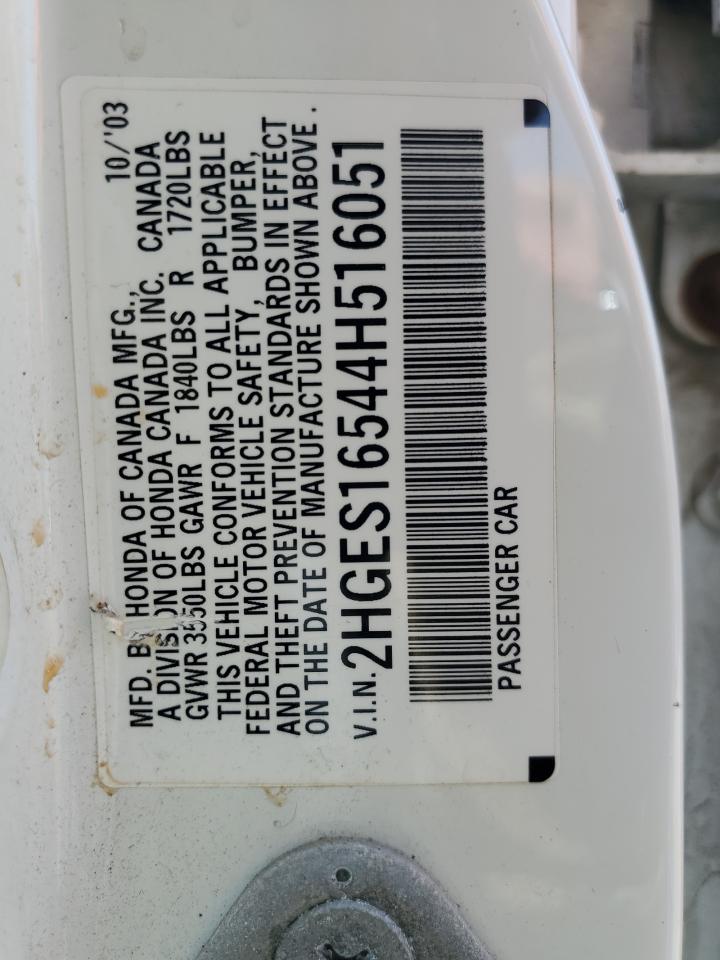 MFD. BY HONDA OF CANADA MFG., 10/'03
A DIVISION OF HONDA CANADA INC. CANADA
GVWR 3550LBS GAWR F 1840LBS R 1720LBS
THIS VEHICLE CONFORMS TO ALL APPLICABLE
FEDERAL MOTOR VEHICLE SAFETY, BUMPER,
AND THEFT PREVENTION STANDARDS IN EFFECT
ON THE DATE OF MANUFACTURE SHOWN ABOVE.
V.I.N. 2HGES16544H516051
PASSENGER CAR